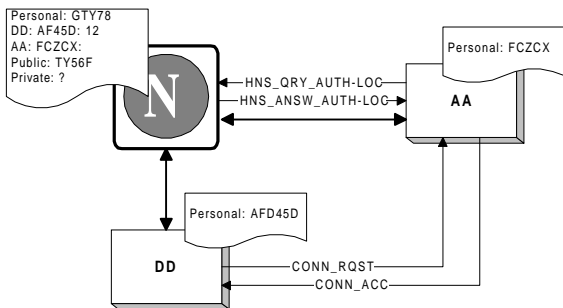 Personal: GTY78
DD: AF45D: 12
AA: FCZCX:
Public: TY56F
Private: ?
N
Personal: FCZCX
HNS_QRY_AUTH-LOC
HNS_ANSW_AUTH-LOC
AA
Personal: AFD45D
DD
CONN_RQST
CONN_ACC